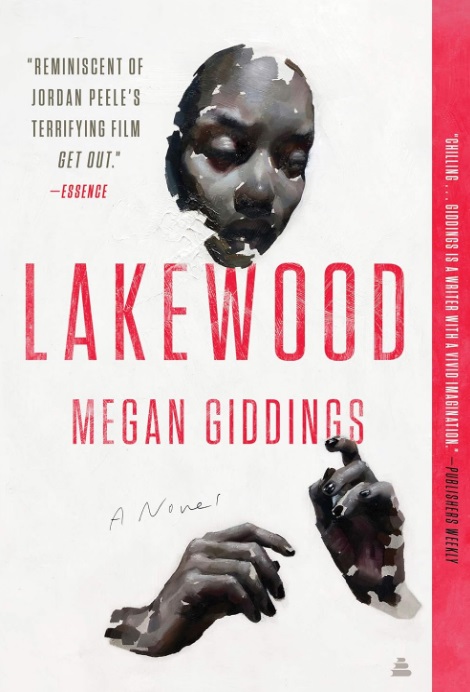 "REMINISCENT OF
JORDAN PEELE'S
TERRIFYING FILM
GET OUT."
—ESSENCE
LAKEWOOD
MEGAN GIDDINGS
A Novel
"CHILLING . . . GIDDINGS IS A WRITER WITH A VIVID IMAGINATION." —PUBLISHERS WEEKLY